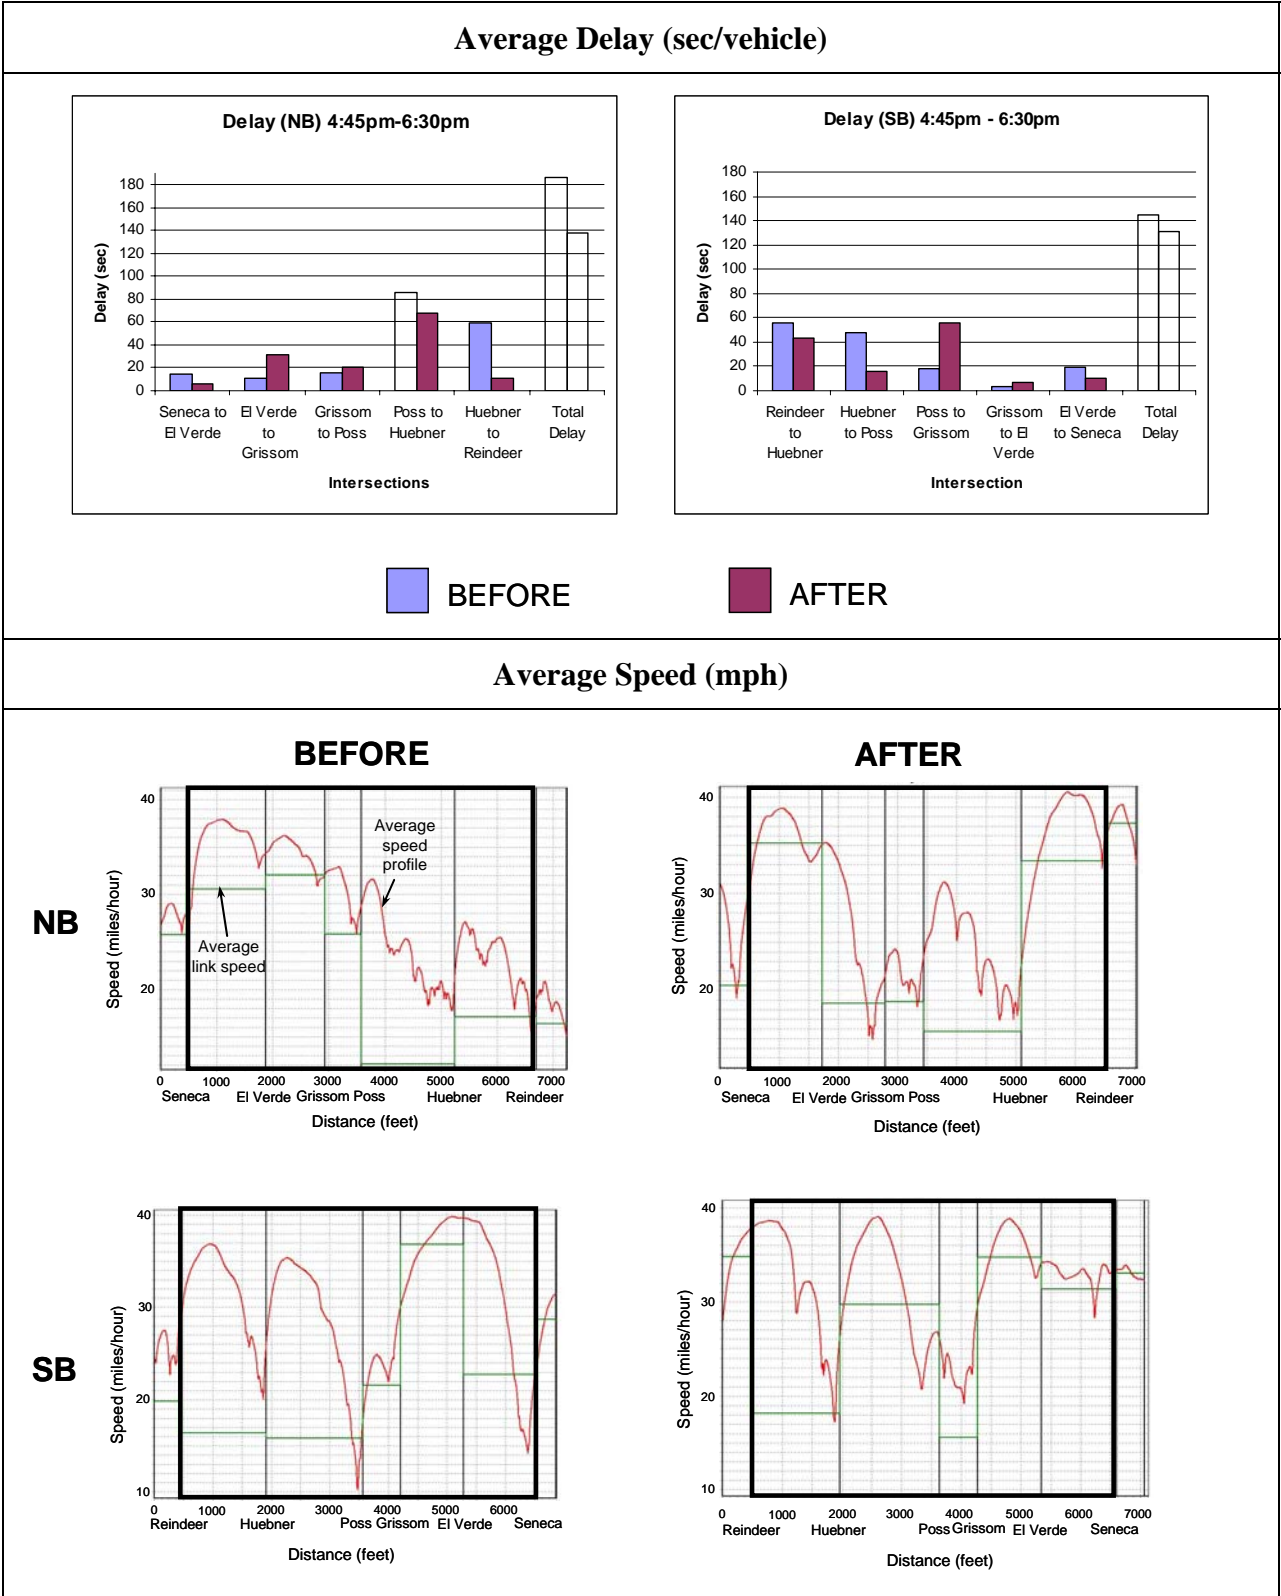 Average Delay (sec/vehicle)
Delay (NB) 4:45pm-6:30pm
Delay (sec)
180
160
140
120
100
80
60
40
20
0
Seneca to
El Verde
El Verde
to
Grissom
Grissom
to Poss
Poss to
Huebner
Huebner
to
Reindeer
Total
Delay
Intersections
Delay (SB) 4:45pm - 6:30pm
Delay (sec)
180
160
140
120
100
80
60
40
20
0
Reindeer
to
Huebner
Huebner
to Poss
Poss to
Grissom
Grissom
to El
Verde
El Verde
to Seneca
Total
Delay
Intersection
BEFORE
AFTER
Average Speed (mph)
BEFORE
AFTER
NB
Speed (miles/hour)
40
30
20
Average
speed
profile
Average
link speed
0 1000 2000 3000 4000 5000 6000 7000
Seneca El Verde Grissom Poss Huebner Reindeer
Distance (feet)
Speed (miles/hour)
40
30
20
0 1000 2000 3000 4000 5000 6000 7000
Seneca El Verde Grissom Poss Huebner Reindeer
Distance (feet)
SB
Speed (miles/hour)
40
30
20
10
0 1000 2000 3000 4000 5000 6000
Reindeer Huebner Poss Grissom El Verde Seneca
Distance (feet)
Speed (miles/hour)
40
30
20
10
0 1000 2000 3000 4000 5000 6000 7000
Reindeer Huebner Poss Grissom El Verde Seneca
Distance (feet)